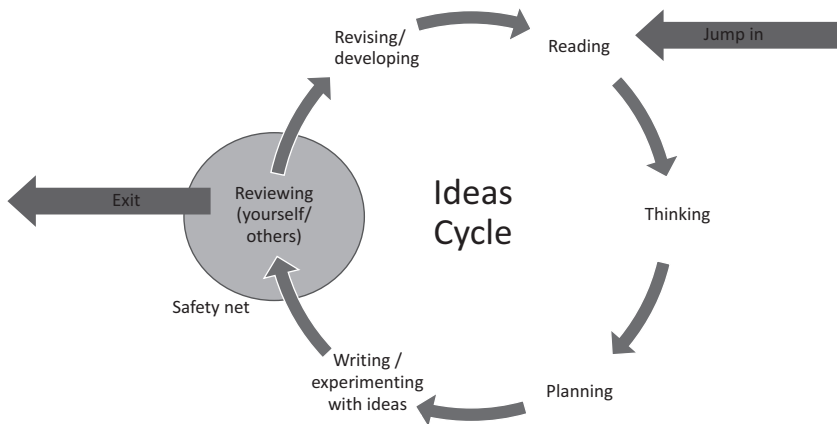 Revising/
developing
Reading
Jump in
Exit
Reviewing
(yourself/
others)
Ideas
Cycle
Thinking
Safety net
Writing /
experimenting
with ideas
Planning